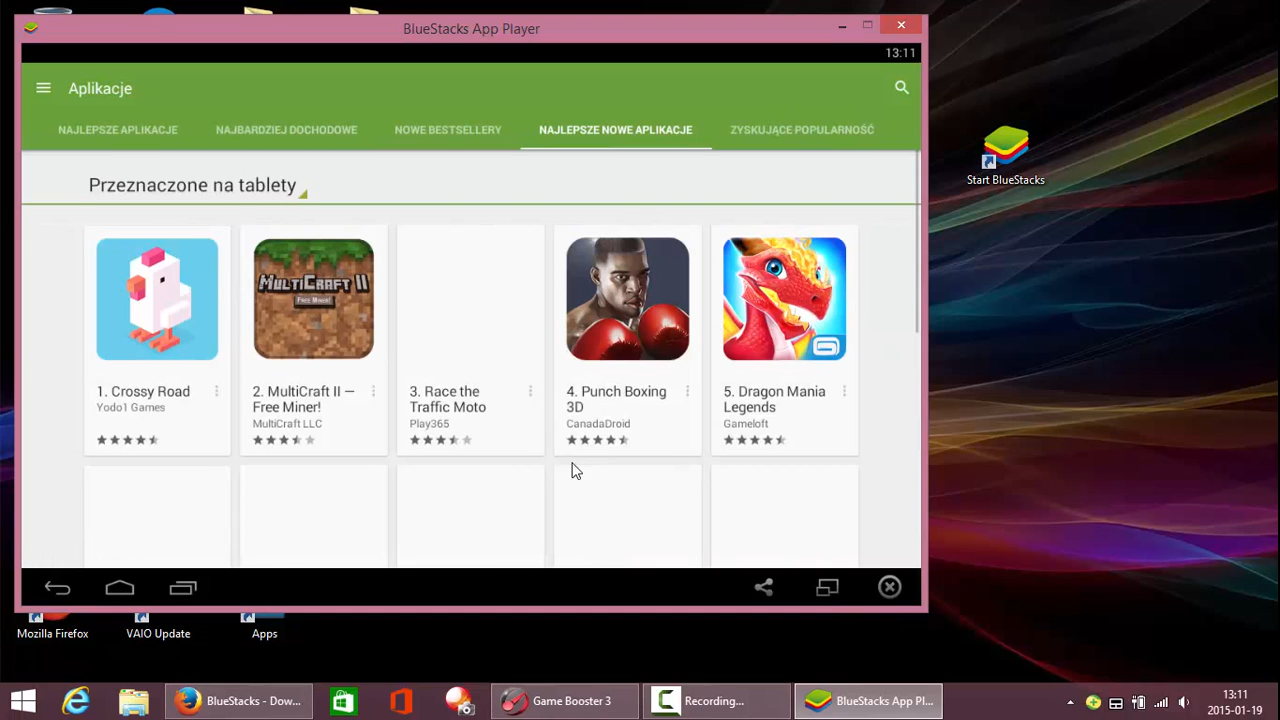 BlueStacks App Player
13:11
Aplikacje
NAJLEPSZE APLIKACJE NAJBARDZIEJ DOCHODOWE NOWE BESTSELLERY NAJLEPSZE NOWE APLIKACJE ZYSKUJĄCE POPULARNOŚĆ
Przeznaczone na tablety
MULTICRAFT II
Free Miner!
1. Crossy Road
Yodo1 Games
2. MultiCraft II —
Free Miner!
MultiCraft LLC
3. Race the
Traffic Moto
Play365
4. Punch Boxing
3D
CanadaDroid
5. Dragon Mania
Legends
Gameloft
Start BlueStacks
Mozilla Firefox
VAIO Update
Apps
BlueStacks - Dow...
Game Booster 3
Recording...
BlueStacks App Pl...
13:11
2015-01-19